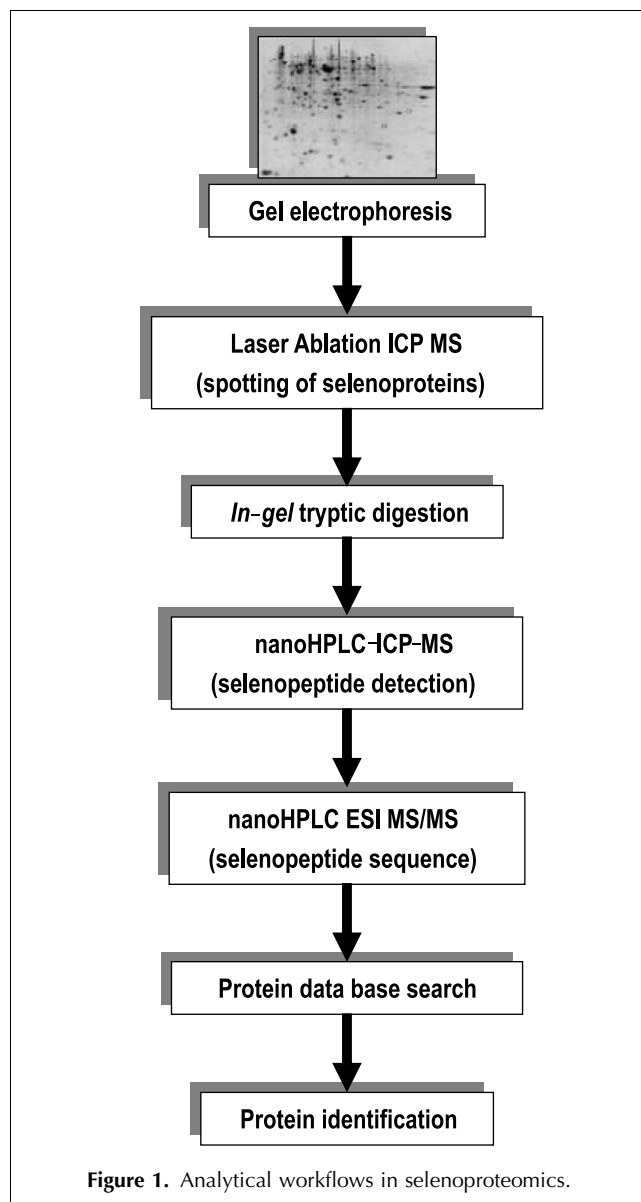 Gel electrophoresis
Laser Ablation ICP MS
(spotting of selenoproteins)
In-gel tryptic digestion
nanoHPLC-ICP-MS
(selenopeptide detection)
nanoHPLC ESI MS/MS
(selenopeptide sequence)
Protein data base search
Protein identification
Figure 1. Analytical workflows in selenoproteomics.